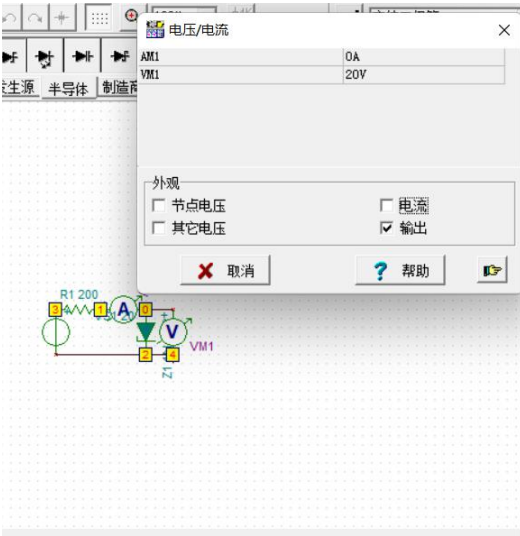 电压/电流
AM1 0A
VM1 20V
发生源 半导体 制造商
外观
节点电压 电流
其它电压 输出
取消 ? 帮助
R1 200
3 1 A 0
V
VM1
2 4
Z1